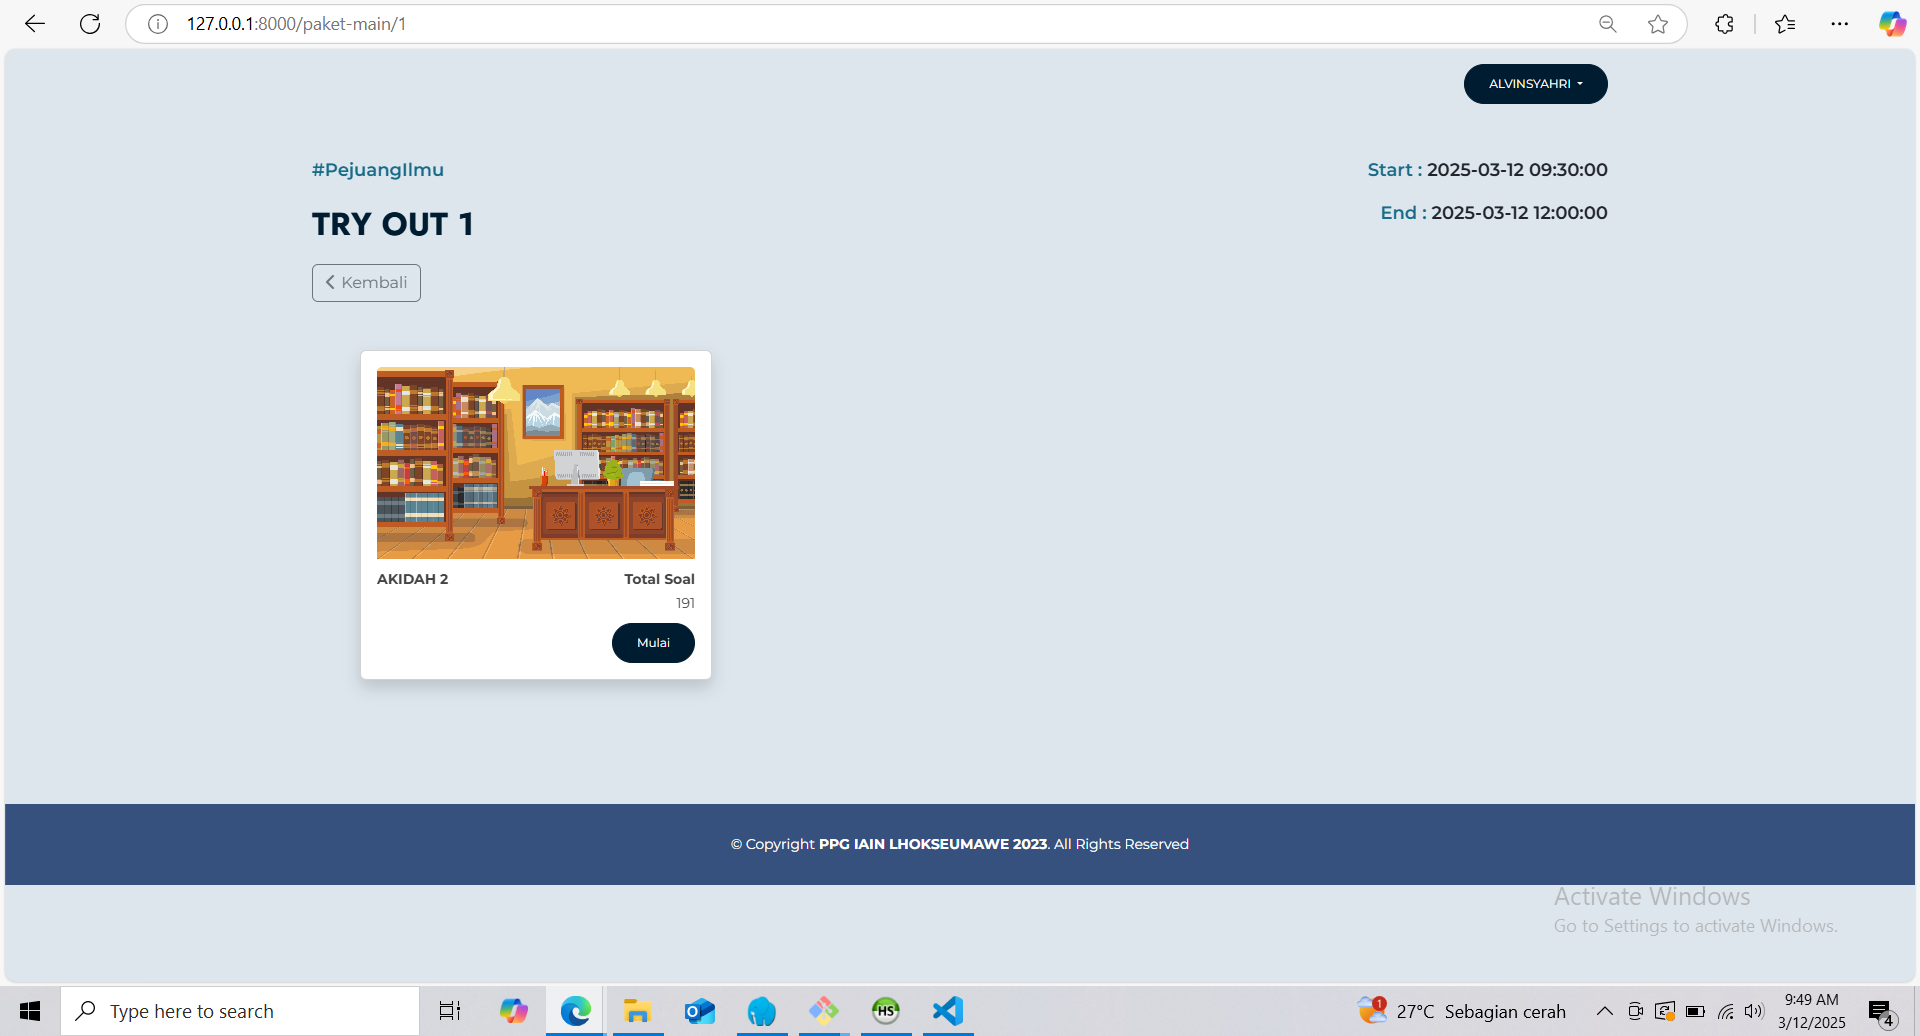 127.0.0.1:8000/paket-main/1
ALVINSYAHRI
#PejuangIlmu
Start : 2025-03-12 09:30:00
TRY OUT 1
End : 2025-03-12 12:00:00
Kembali
AKIDAH 2
Total Soal
191
Mulai
© Copyright PPG IAIN LHOKSEUMAWE 2023. All Rights Reserved
Activate Windows
Go to Settings to activate Windows.
Type here to search
HS
1
27°C Sebagian cerah
9:49 AM
3/12/2025
4